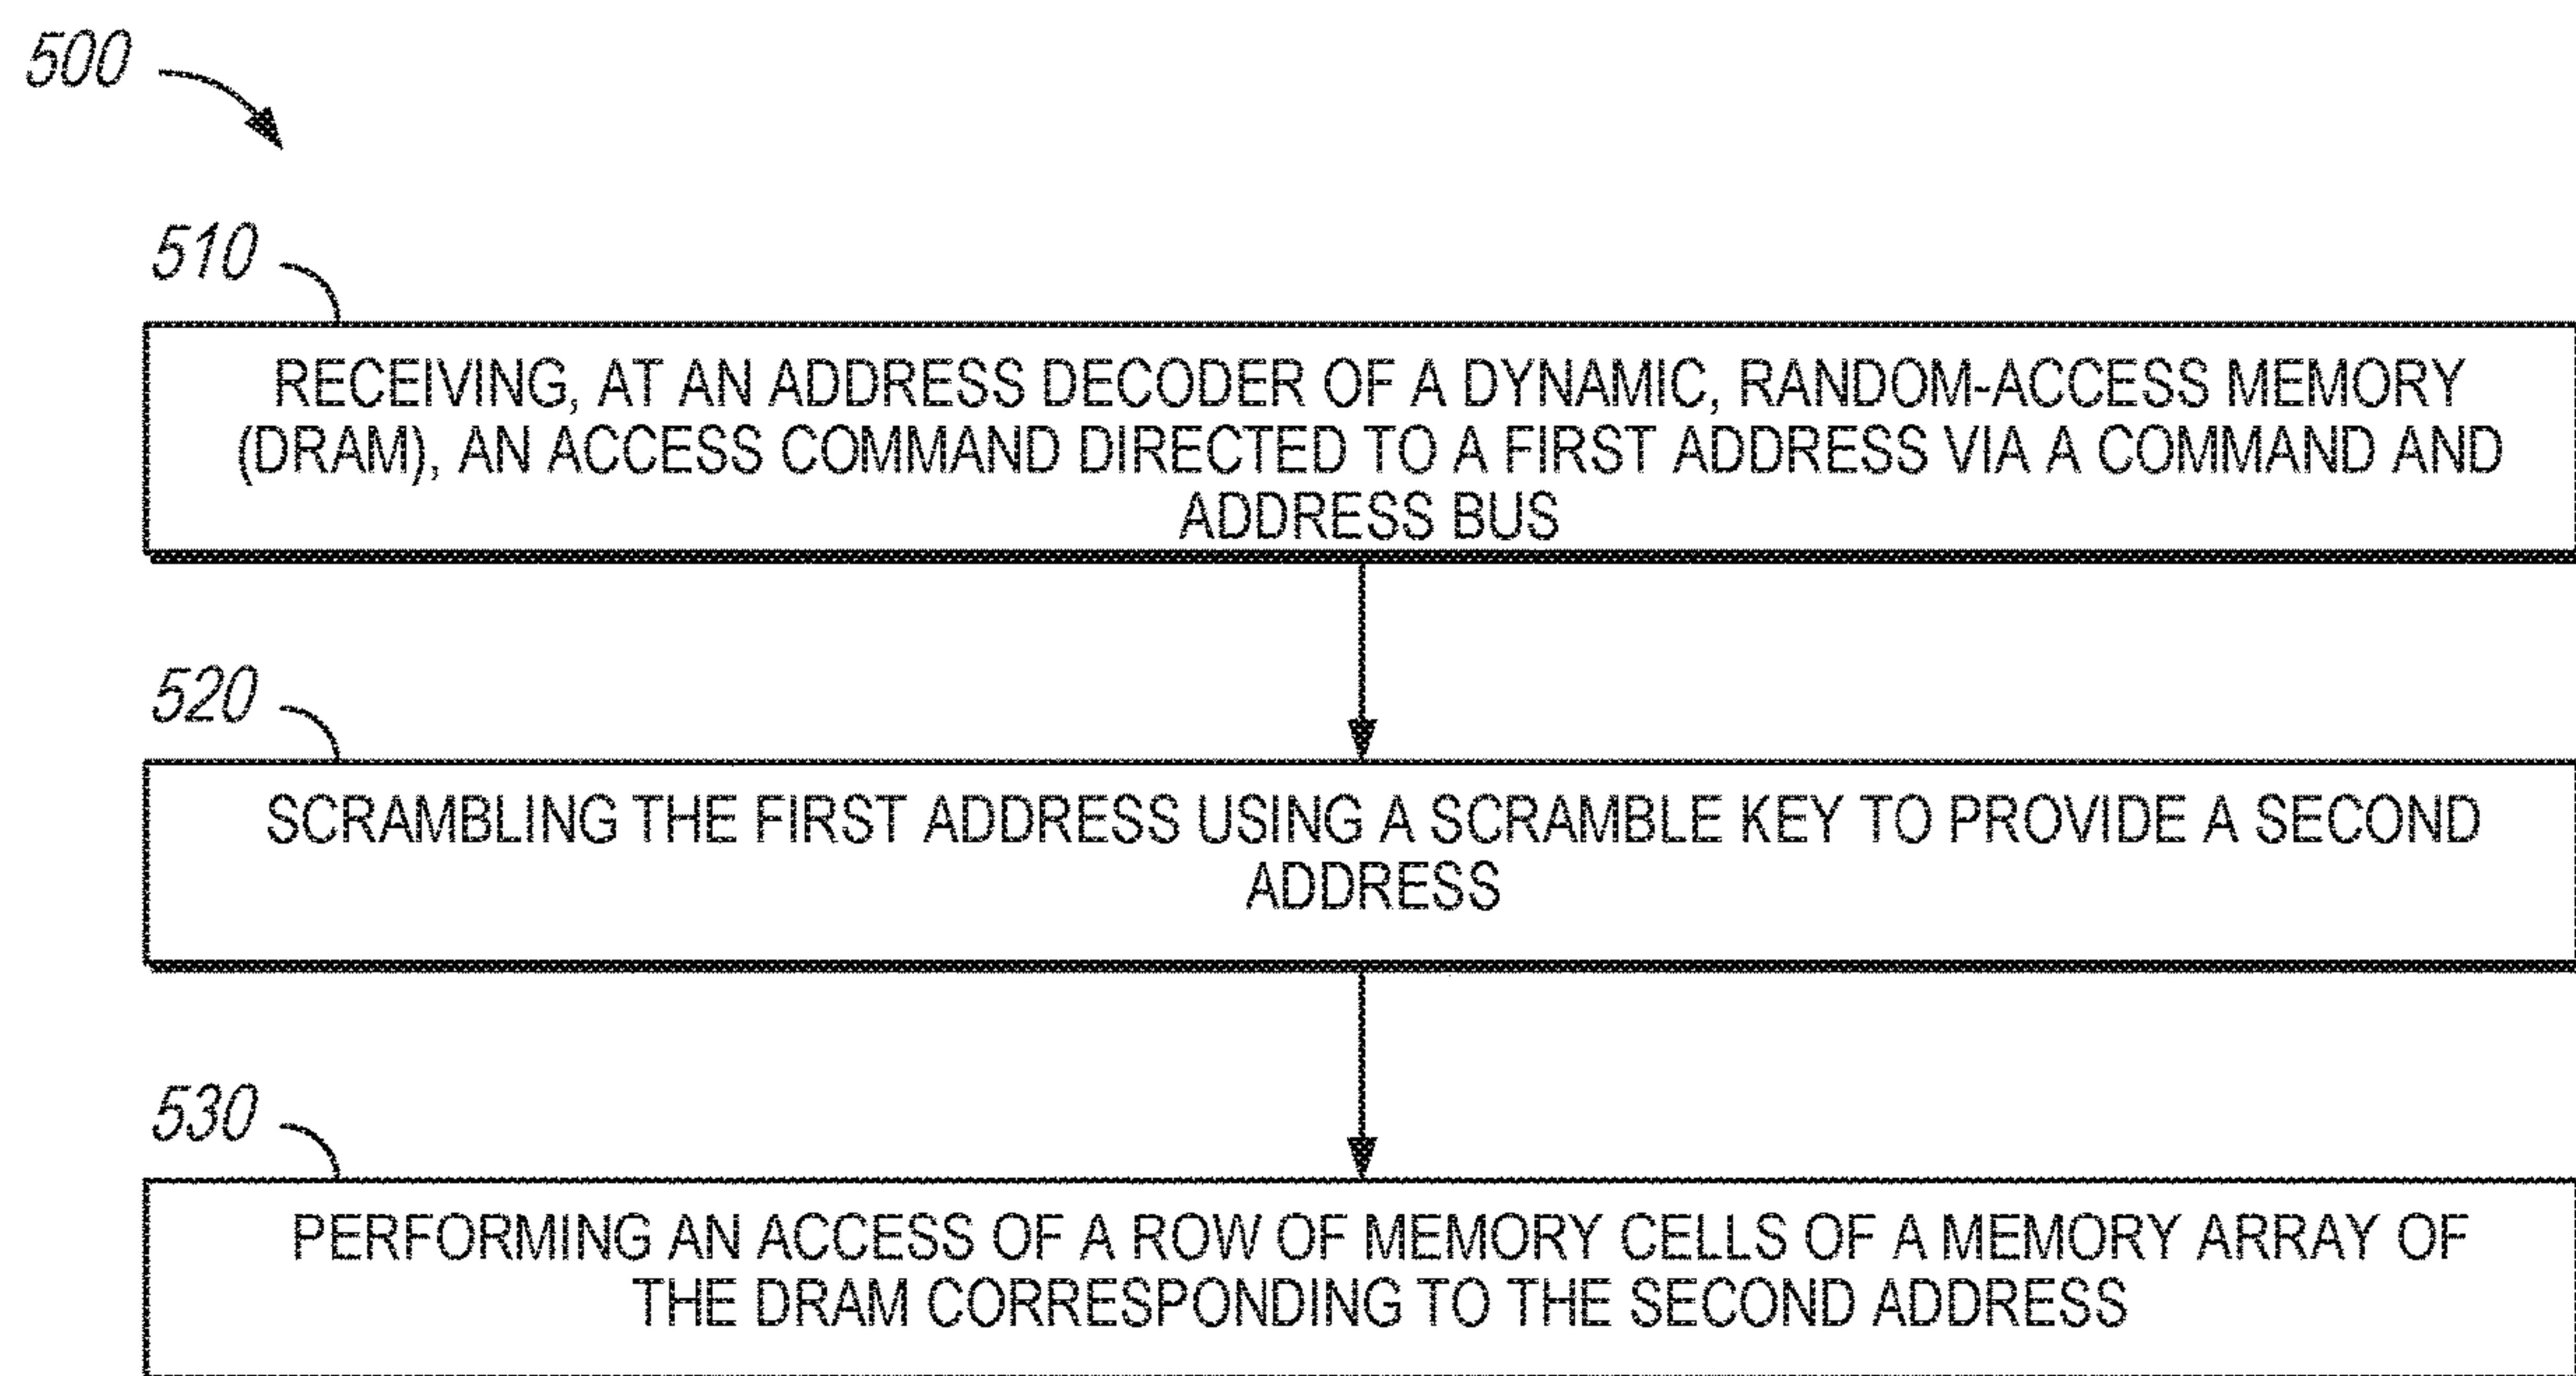 500
510
RECEIVING, AT AN ADDRESS DECODER OF A DYNAMIC, RANDOM-ACCESS MEMORY
(DRAM), AN ACCESS COMMAND DIRECTED TO A FIRST ADDRESS VIA A COMMAND AND
ADDRESS BUS
520
SCRAMBLING THE FIRST ADDRESS USING A SCRAMBLE KEY TO PROVIDE A SECOND
ADDRESS
530
PERFORMING AN ACCESS OF A ROW OF MEMORY CELLS OF A MEMORY ARRAY OF
THE DRAM CORRESPONDING TO THE SECOND ADDRESS